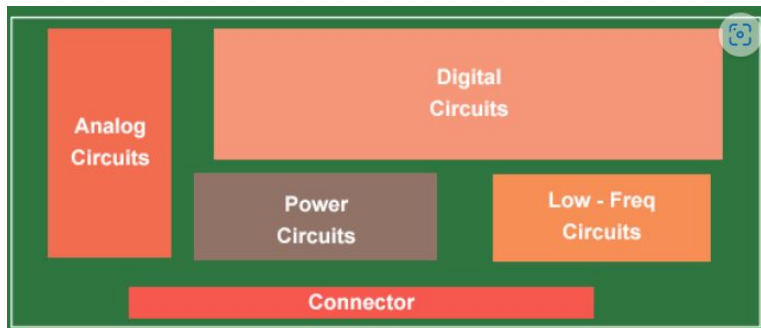 Analog
Circuits
Digital
Circuits
Power
Circuits
Low - Freq
Circuits
Connector